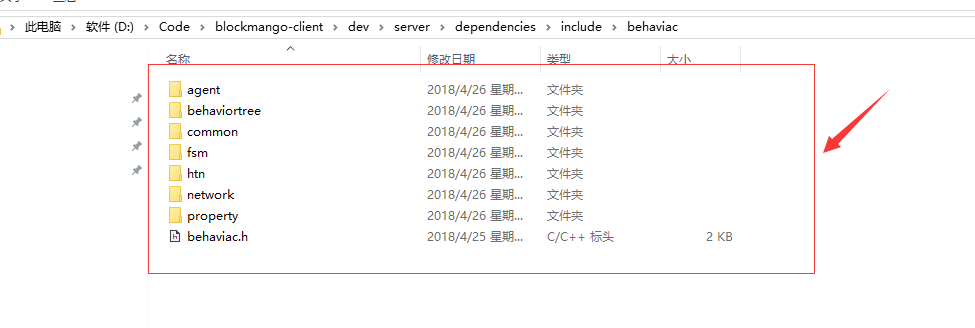 此电脑 › 软件 (D:) › Code › blockmango-client › dev › server › dependencies › include › behaviac
名称 修改日期 类型 大小
agent 2018/4/26 星期... 文件夹
behaviortree 2018/4/26 星期... 文件夹
common 2018/4/26 星期... 文件夹
fsm 2018/4/26 星期... 文件夹
htn 2018/4/26 星期... 文件夹
network 2018/4/26 星期... 文件夹
property 2018/4/26 星期... 文件夹
behaviac.h 2018/4/25 星期... C/C++ 标头 2 KB